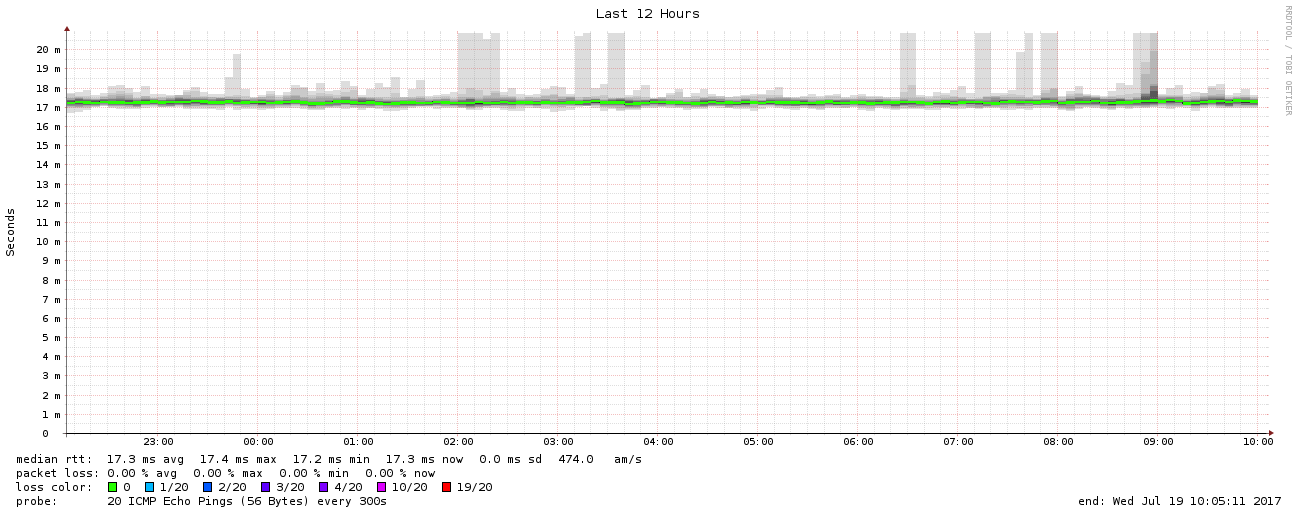 Last 12 Hours
RRDTOOL / TOBI OETIKER
Seconds
20 m
19 m
18 m
17 m
16 m
15 m
14 m
13 m
12 m
11 m
10 m
9 m
8 m
7 m
6 m
5 m
4 m
3 m
2 m
1 m
0
23:00 00:00 01:00 02:00 03:00 04:00 05:00 06:00 07:00 08:00 09:00 10:00
median rtt: 17.3 ms avg 17.4 ms max 17.2 ms min 17.3 ms now 0.0 ms sd 474.0 am/s
packet loss: 0.00 % avg 0.00 % max 0.00 % min 0.00 % now
loss color: 0 1/20 2/20 3/20 4/20 10/20 19/20
probe: 20 ICMP Echo Pings (56 Bytes) every 300s end: Wed Jul 19 10:05:11 2017